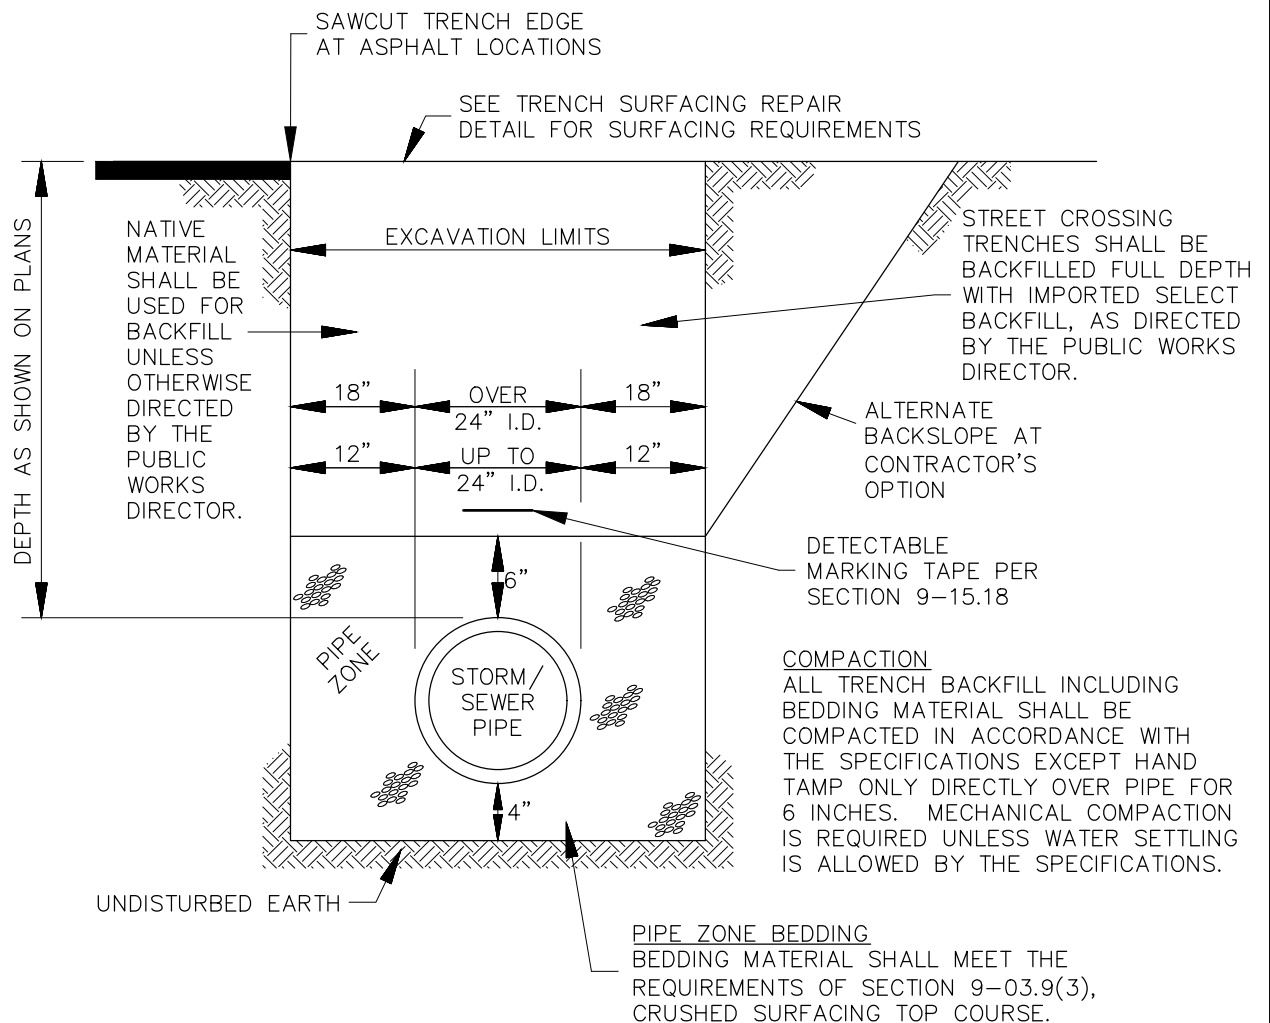 SAWCUT TRENCH EDGE
AT ASPHALT LOCATIONS
SEE TRENCH SURFACING REPAIR
DETAIL FOR SURFACING REQUIREMENTS
DEPTH AS SHOWN ON PLANS
NATIVE
MATERIAL
SHALL BE
USED FOR
BACKFILL
UNLESS
OTHERWISE
DIRECTED
BY THE
PUBLIC
WORKS
DIRECTOR.
EXCAVATION LIMITS
STREET CROSSING
TRENCHES SHALL BE
BACKFILLED FULL DEPTH
WITH IMPORTED SELECT
BACKFILL, AS DIRECTED
BY THE PUBLIC WORKS
DIRECTOR.
18" OVER 18"
24" I.D.
12" UP TO 12"
24" I.D.
ALTERNATE
BACKSLOPE AT
CONTRACTOR'S
OPTION
DETECTABLE
MARKING TAPE PER
SECTION 9-15.18
6"
PIPE
ZONE
STORM/
SEWER
PIPE
4"
COMPACTION
ALL TRENCH BACKFILL INCLUDING
BEDDING MATERIAL SHALL BE
COMPACTED IN ACCORDANCE WITH
THE SPECIFICATIONS EXCEPT HAND
TAMP ONLY DIRECTLY OVER PIPE FOR
6 INCHES. MECHANICAL COMPACTION
IS REQUIRED UNLESS WATER SETTLING
IS ALLOWED BY THE SPECIFICATIONS.
UNDISTURBED EARTH
PIPE ZONE BEDDING
BEDDING MATERIAL SHALL MEET THE
REQUIREMENTS OF SECTION 9-03.9(3),
CRUSHED SURFACING TOP COURSE.